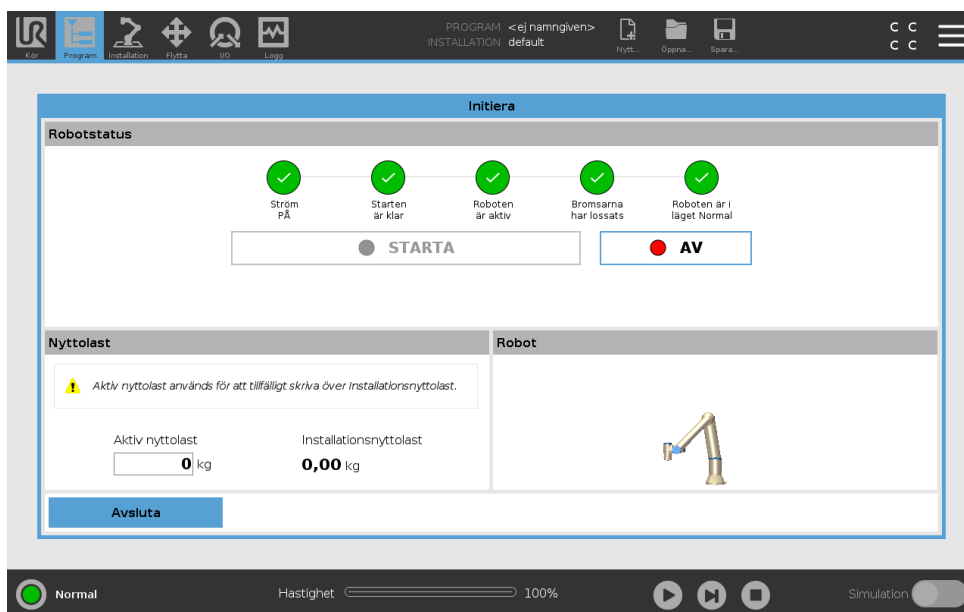 UR
PROGRAM <ej namngiven>
INSTALLATION default
Kör Program Installation Flytta I/O Logg
Nytt... Öppna... Spara...
C C
C C
Initiera
Robotstatus
Ström PÅ
Starten är klar
Roboten är aktiv
Bromsarna har lossats
Roboten är i läget Normal
STARTA
AV
Nyttolast
Robot
Aktiv nyttolast används för att tillfälligt skriva över Installationsnyttolast.
Aktiv nyttolast
Installationsnyttolast
0 kg
0,00 kg
Avsluta
Normal
Hastighet
100%
Simulation